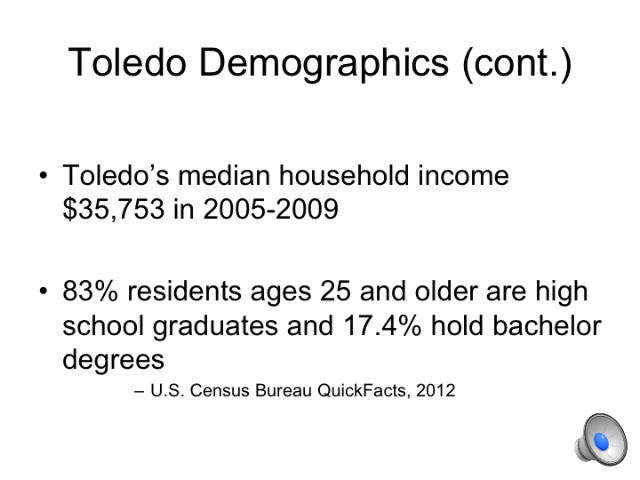 Toledo Demographics (cont.)
• Toledo’s median household income
$35,753 in 2005-2009
• 83% residents ages 25 and older are high
school graduates and 17.4% hold bachelor
degrees
– U.S. Census Bureau QuickFacts, 2012